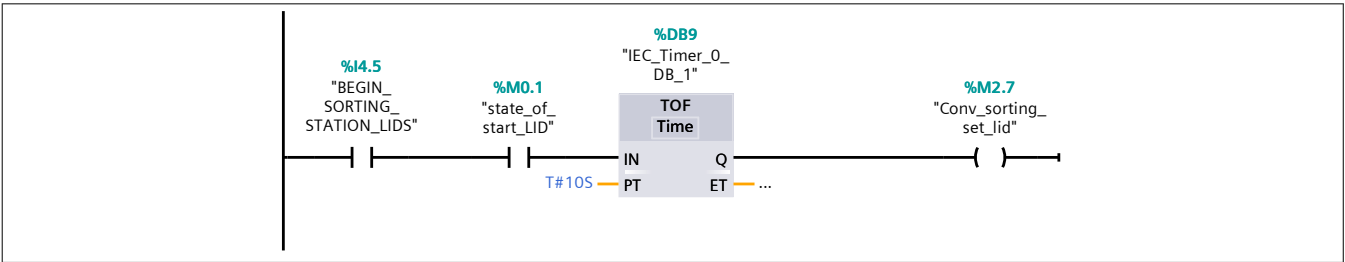 %I4.5
"BEGIN_
SORTING_
STATION_LIDS"
%M0.1
"state_of_
start_LID"
%DB9
"IEC_Timer_0_
DB_1"
TOF
Time
IN
Q
T#10S
PT
ET
...
%M2.7
"Conv_sorting_
set_lid"